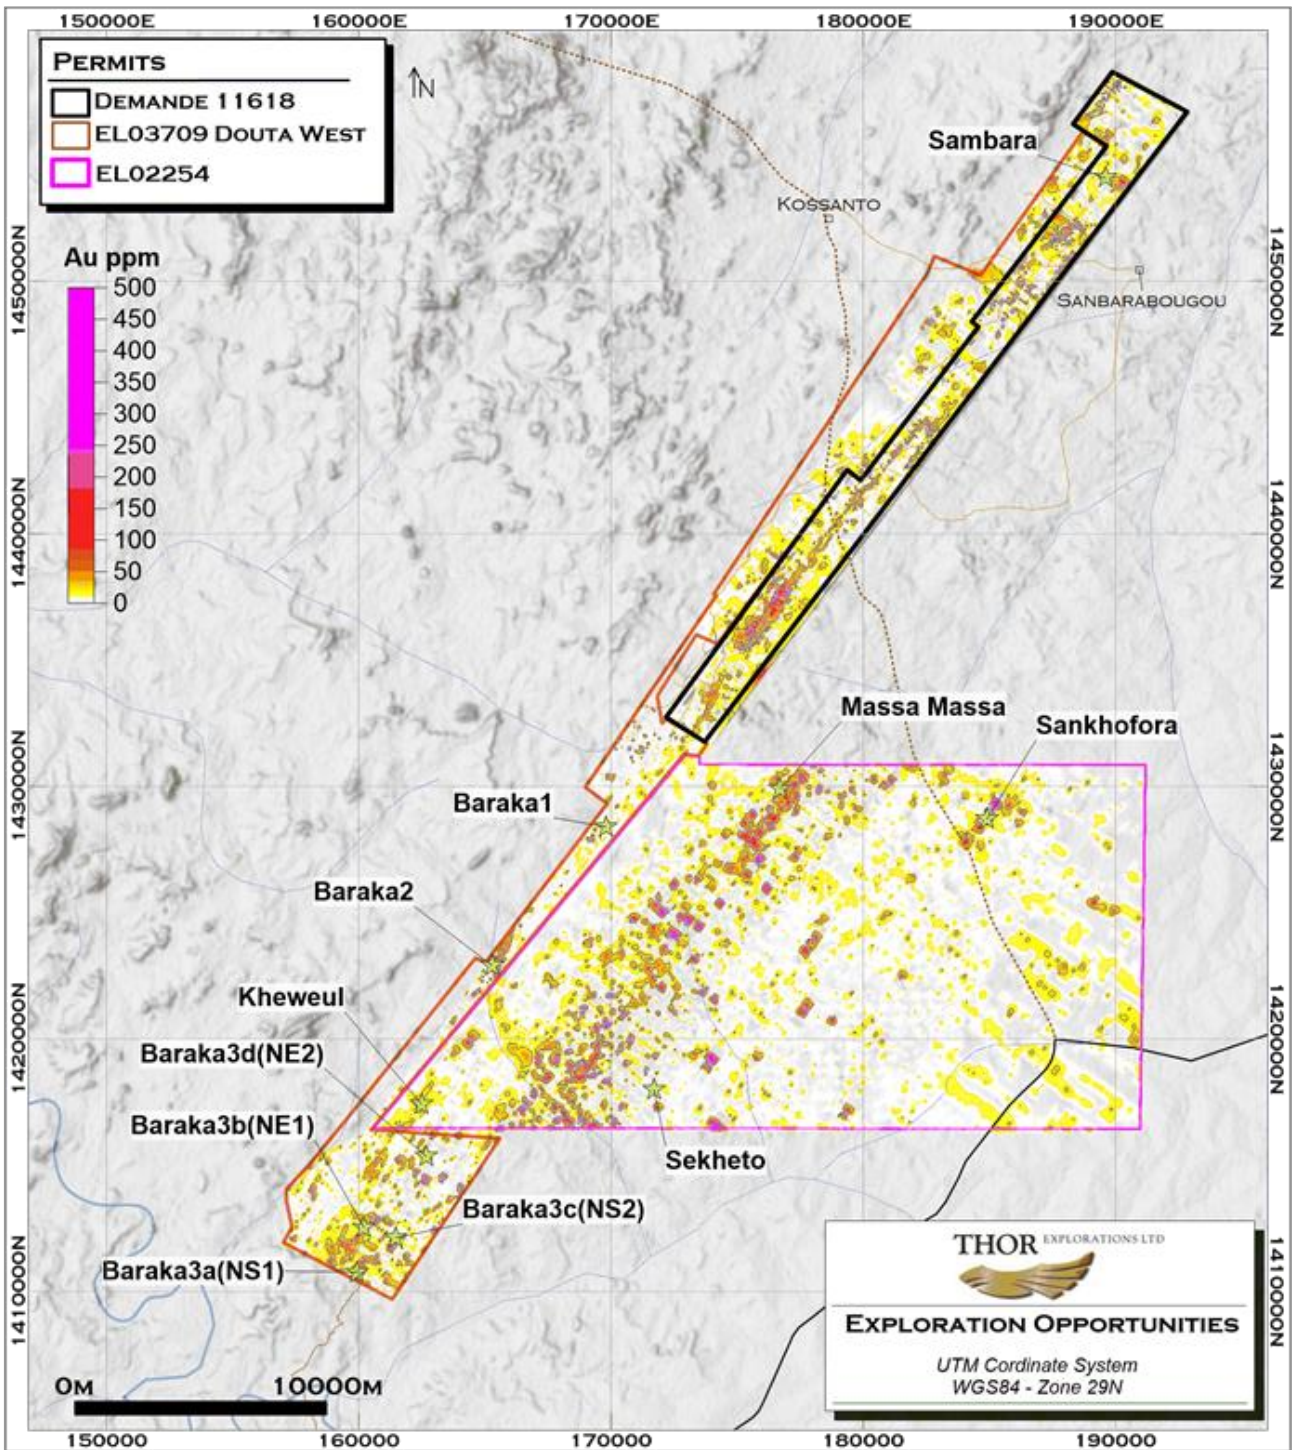 150000E 160000E 170000E 180000E 190000E
PERMITS
DEMANDE 11618
EL03709 DOUTA WEST
EL02254
N
Sambara
KOSSANTO
SANBARABOUGOU
Au ppm
500
450
400
350
300
250
200
150
100
50
0
1450000N 1450000N
1440000N 1440000N
Massa Massa
Sankhofora
1430000N 1430000N
Baraka1
Baraka2
Kheweul
1420000N 1420000N
Baraka3d(NE2)
Baraka3b(NE1)
Sekheto
Baraka3c(NS2)
Baraka3a(NS1)
1410000N 1410000N
THOR EXPLORATIONS LTD
EXPLORATION OPPORTUNITIES
UTM Cordinate System
WGS84 - Zone 29N
0M 10000M
150000 160000 170000 180000 190000